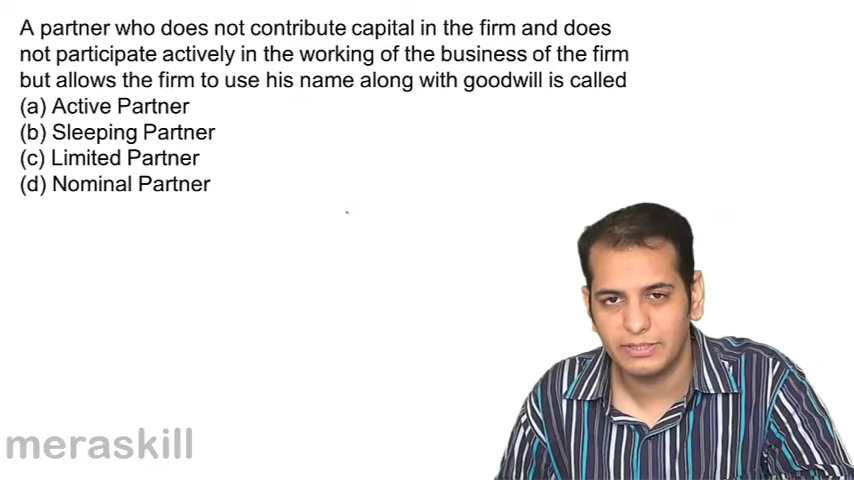 A partner who does not contribute capital in the firm and does
not participate actively in the working of the business of the firm
but allows the firm to use his name along with goodwill is called
(a) Active Partner
(b) Sleeping Partner
(c) Limited Partner
(d) Nominal Partner
meraskill